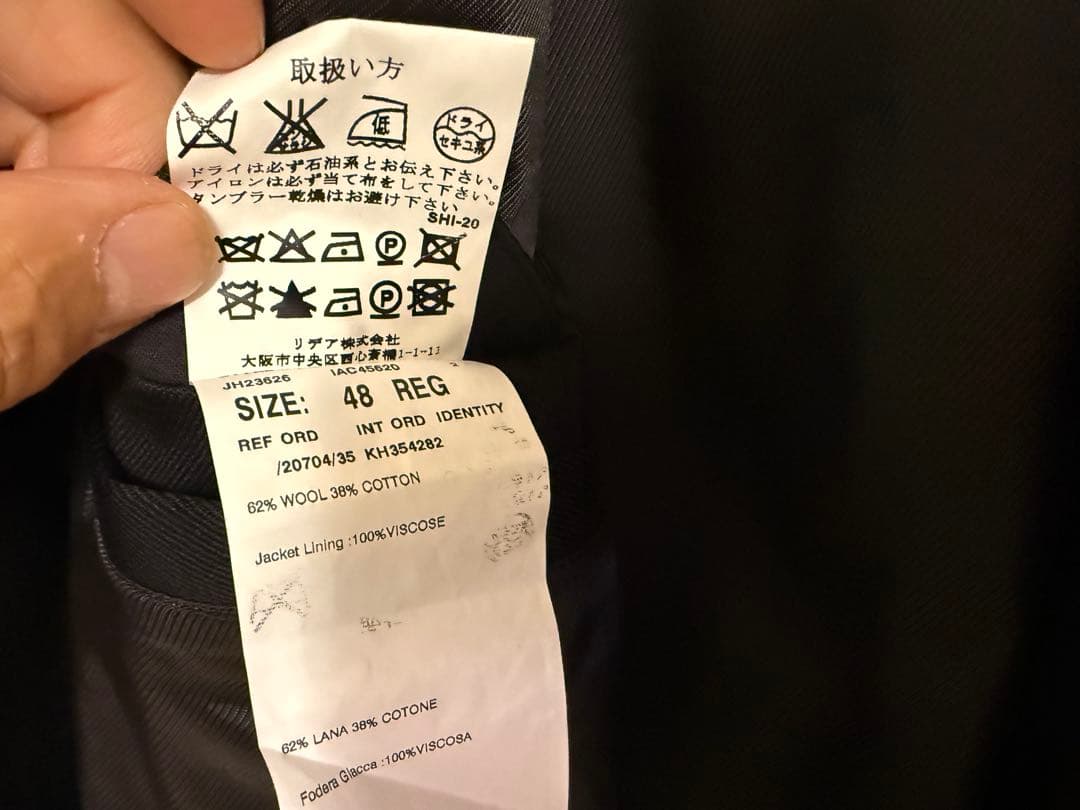 取扱い方
低
ドライ
セキユ系
ドライは必ず石油系とお伝え下さい。
アイロンは必ず当て布をして下さい。
タンブラー乾燥はお避け下さい
SHI-20
P
P
リデア株式会社
大阪市中央区西心斎橋1-1-13
JH23626 IAC45620 2
SIZE: 48 REG
REF ORD INT ORD IDENTITY
/20704/35 KH354282
62% WOOL 38% COTTON
Jacket Lining :100%VISCOSE
62% LANA 38% COTONE
Fodara Giacca :100%VISCOSA